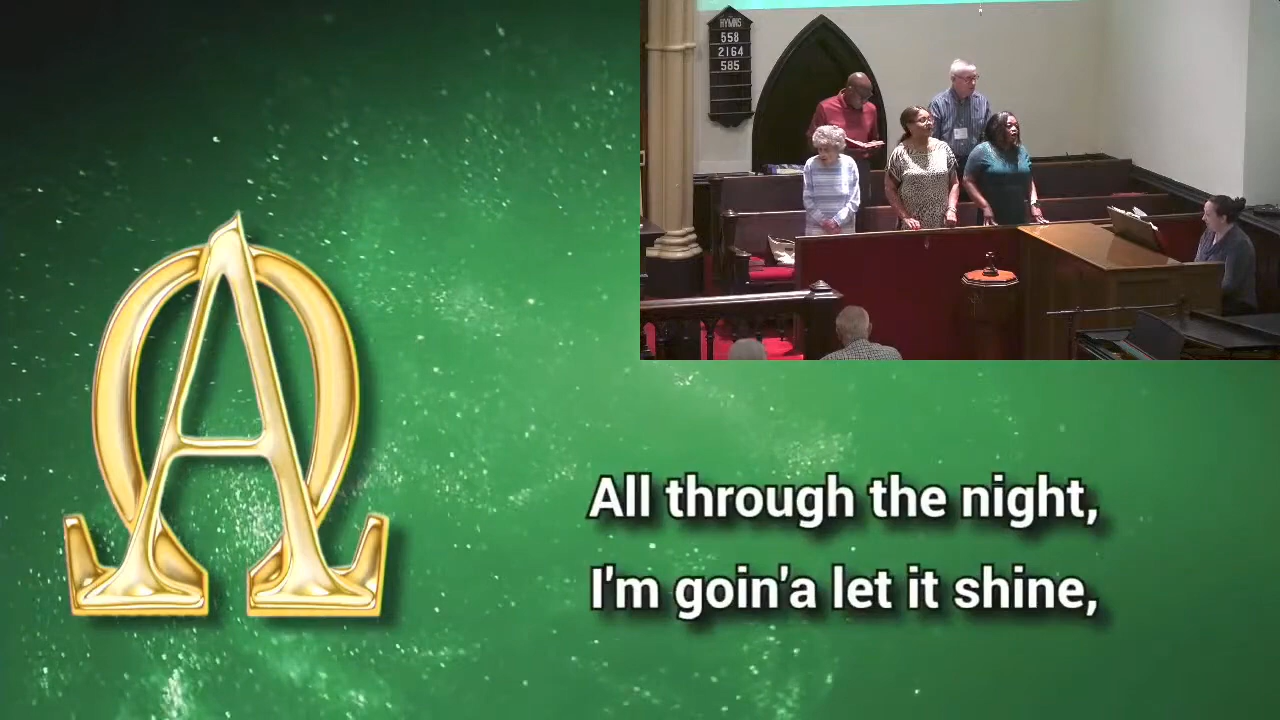 HYMNS
558
2164
585
All through the night,
I'm goin'a let it shine,